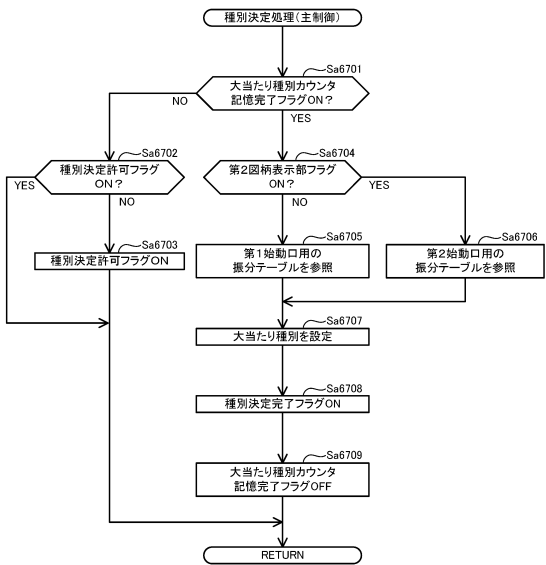 種別決定処理(主制御)
Sa6701
大当たり種別カウンタ
記憶完了フラグON?
NO
YES
Sa6702
種別決定許可フラグ
ON?
YES
NO
Sa6704
第2図柄表示部フラグ
ON?
YES
NO
Sa6703
種別決定許可フラグON
Sa6705
第1始動口用の
振分テーブルを参照
Sa6706
第2始動口用の
振分テーブルを参照
Sa6707
大当たり種別を設定
Sa6708
種別決定完了フラグON
Sa6709
大当たり種別カウンタ
記憶完了フラグOFF
RETURN